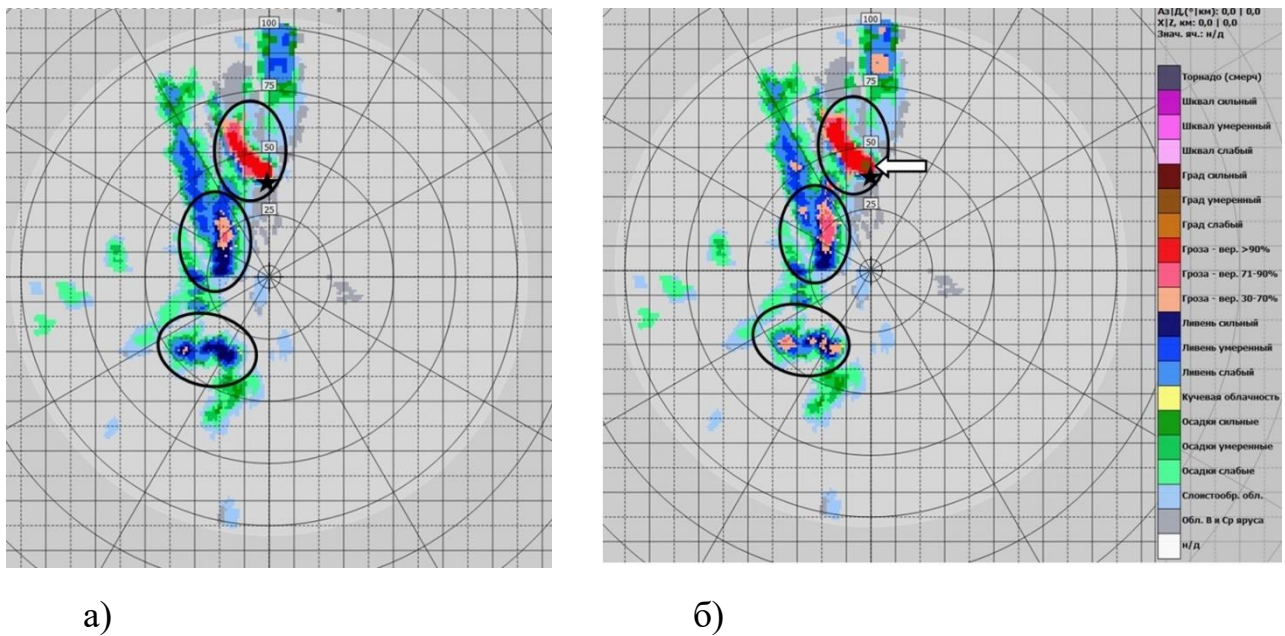 100
75
50
25
100
75
50
25
Аз|Д,(°|км): 0,0 | 0,0
X|Z, км: 0,0 | 0,0
Знач. яч.: н/д
Торнадо (смерч)
Шквал сильный
Шквал умеренный
Шквал слабый
Град сильный
Град умеренный
Град слабый
Гроза - вер. >90%
Гроза - вер. 71-90%
Гроза - вер. 30-70%
Ливень сильный
Ливень умеренный
Ливень слабый
Кучевая облачность
Осадки сильные
Осадки умеренные
Осадки слабые
Слоистообр. обл.
Обл. В и Ср яруса
н/д
а)
б)